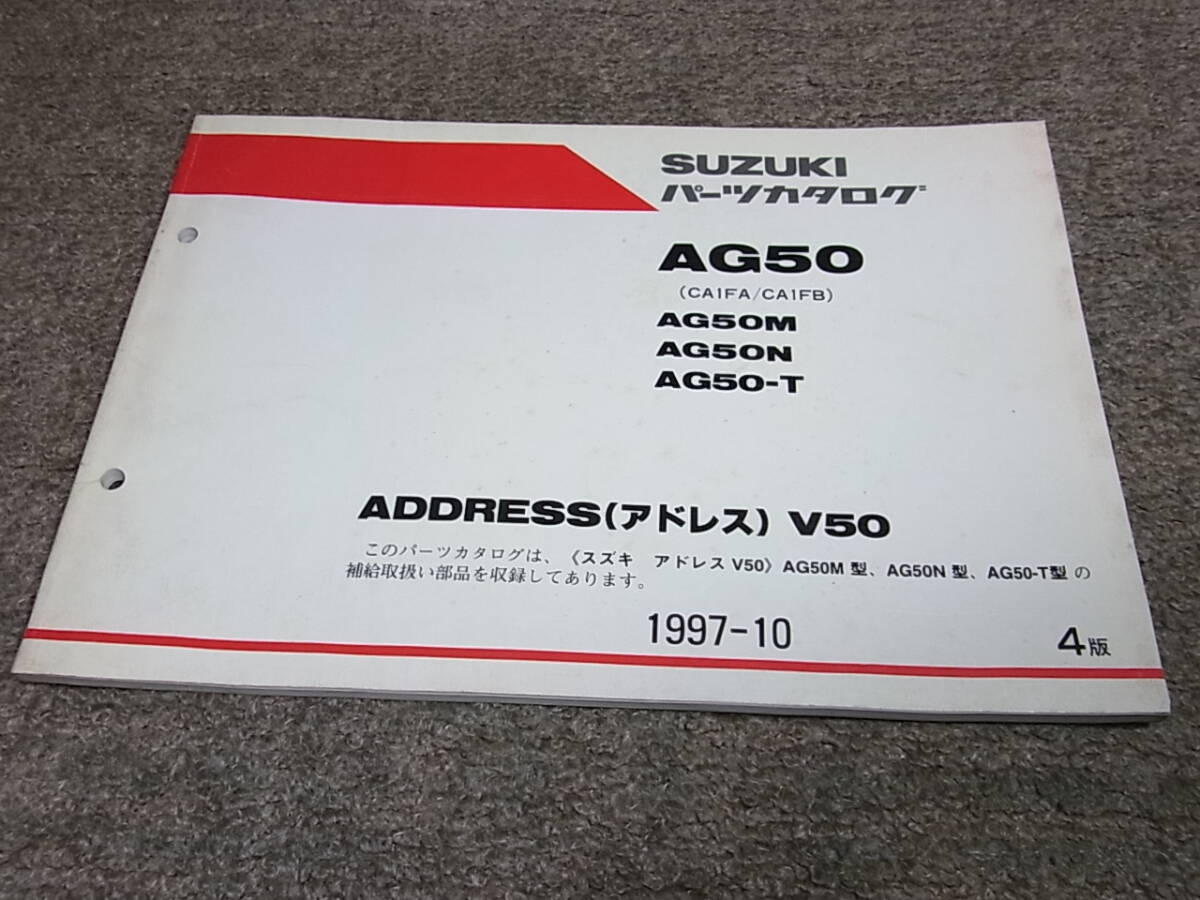 SUZUKI
パーツカタログ
AG50
(CA1FA/CA1FB)
AG50M
AG50N
AG50-T
ADDRESS(アドレス) V50
このパーツカタログは、《スズキ　アドレス V50》AG50M 型、AG50N 型、AG50-T型 の
補給取扱い部品を収録してあります。
1997-10
4版